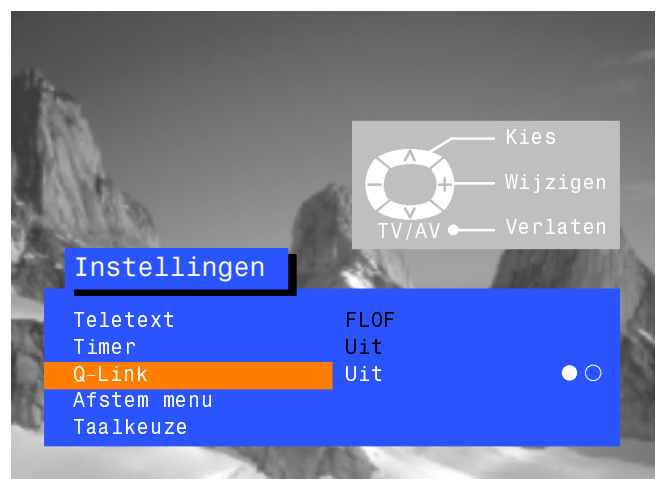 Kies
Wijzigen
TV/AV Verlaten
Instellingen
Teletext FLOF
Timer Uit
Q-Link Uit
Afstem menu
Taalkeuze